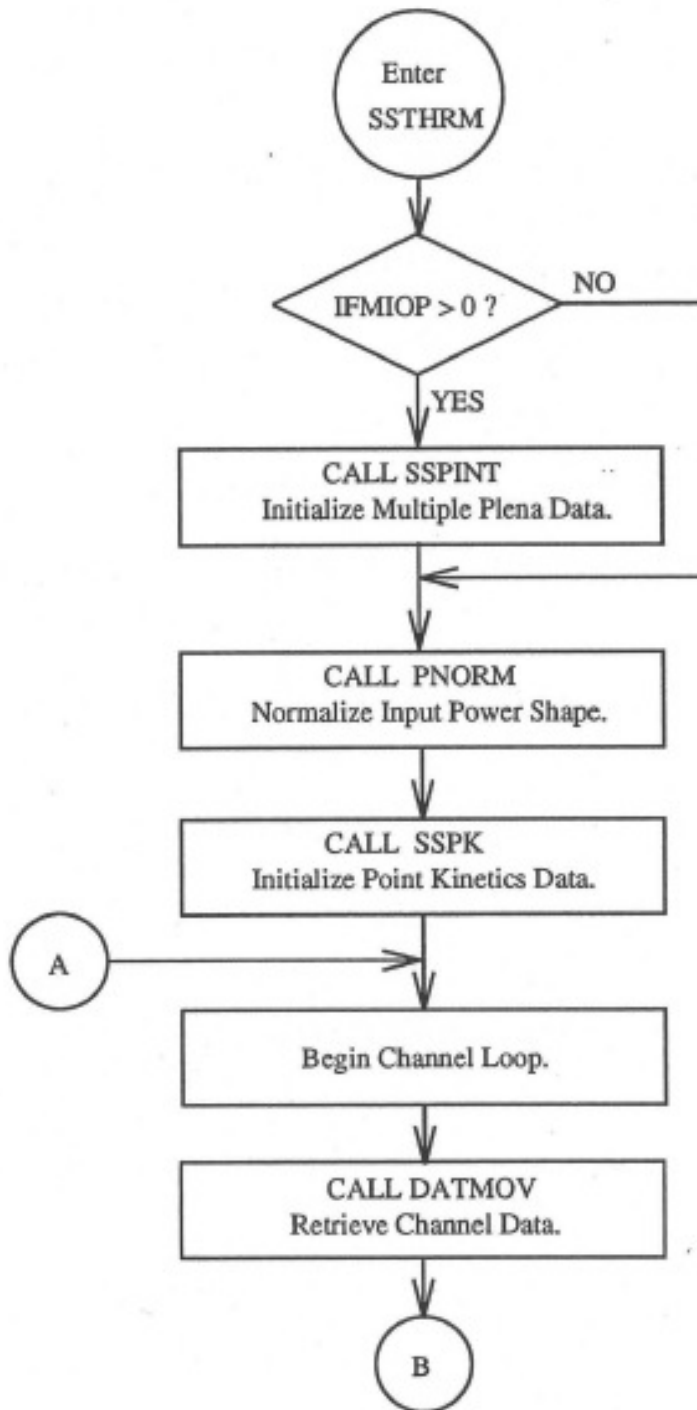 Enter
SSTHRM
IFMIOP > 0 ?
NO
YES
CALL SSPINT
Initialize Multiple Plena Data.
CALL PNORM
Normalize Input Power Shape.
CALL SSPK
Initialize Point Kinetics Data.
A
Begin Channel Loop.
CALL DATMOV
Retrieve Channel Data.
B